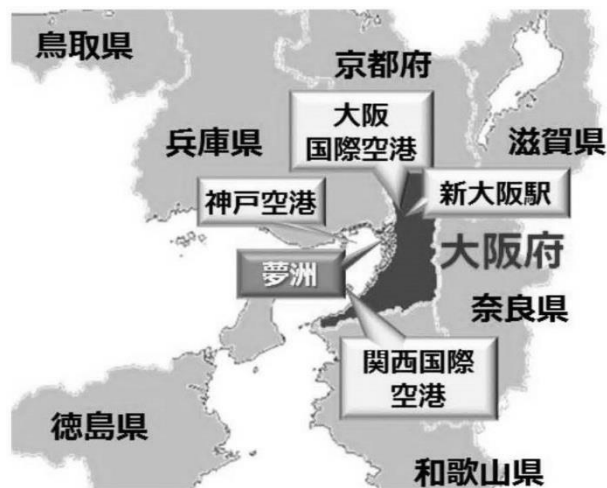 鳥取県
京都府
大阪
国際空港
兵庫県
滋賀県
神戸空港
新大阪駅
大阪府
夢洲
奈良県
関西国際
空港
徳島県
和歌山県